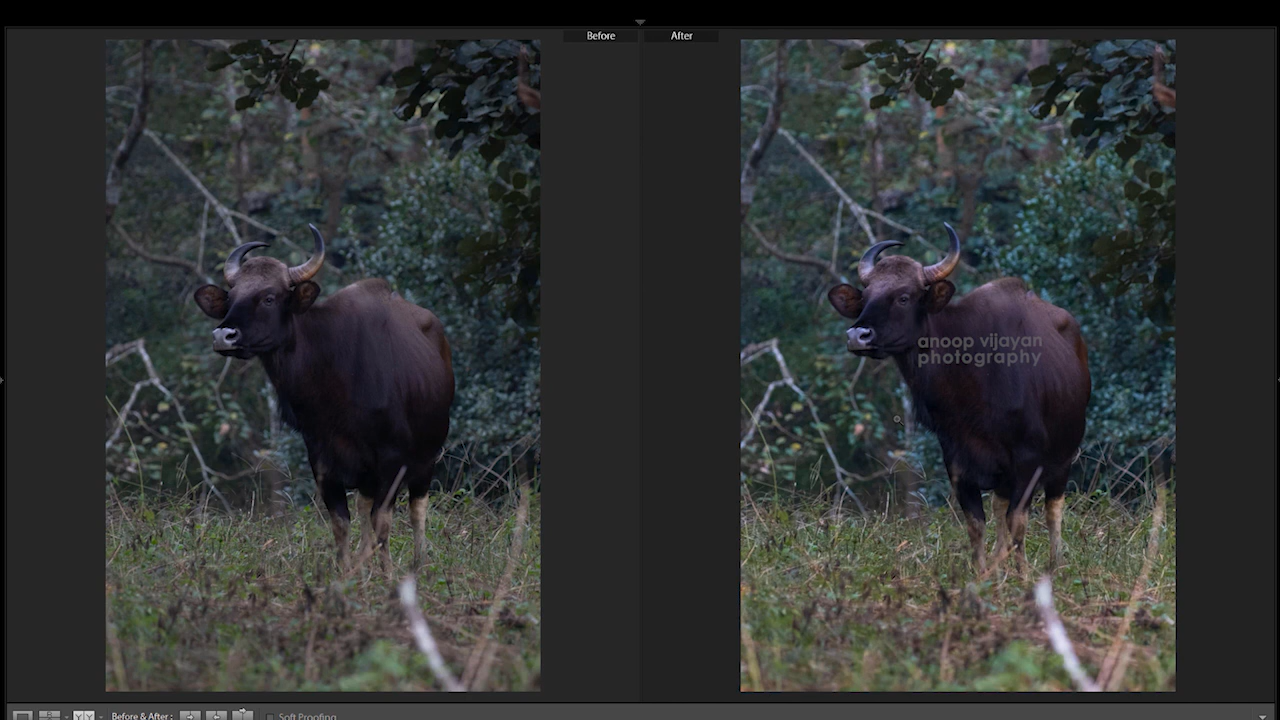 Before
After
anoop vijayan
photography
Before & After :
Soft Proofing